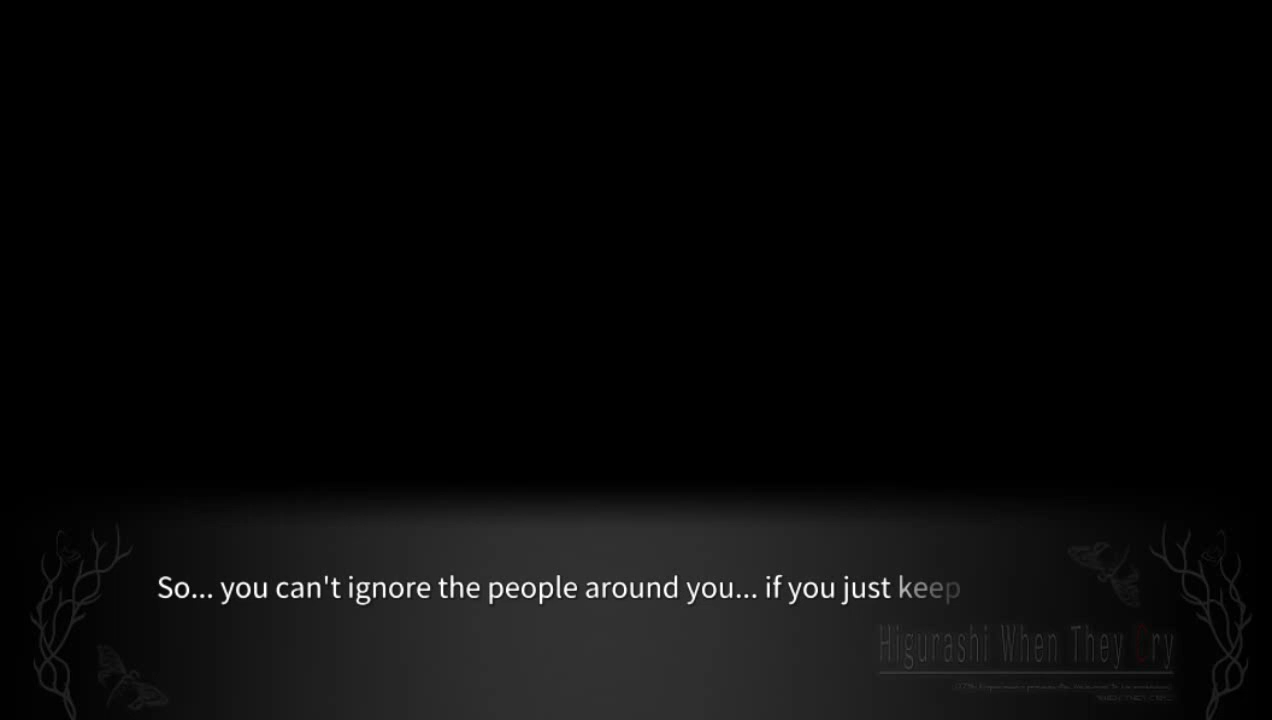 So... you can't ignore the people around you... if you just keep
Higurashi When They Cry